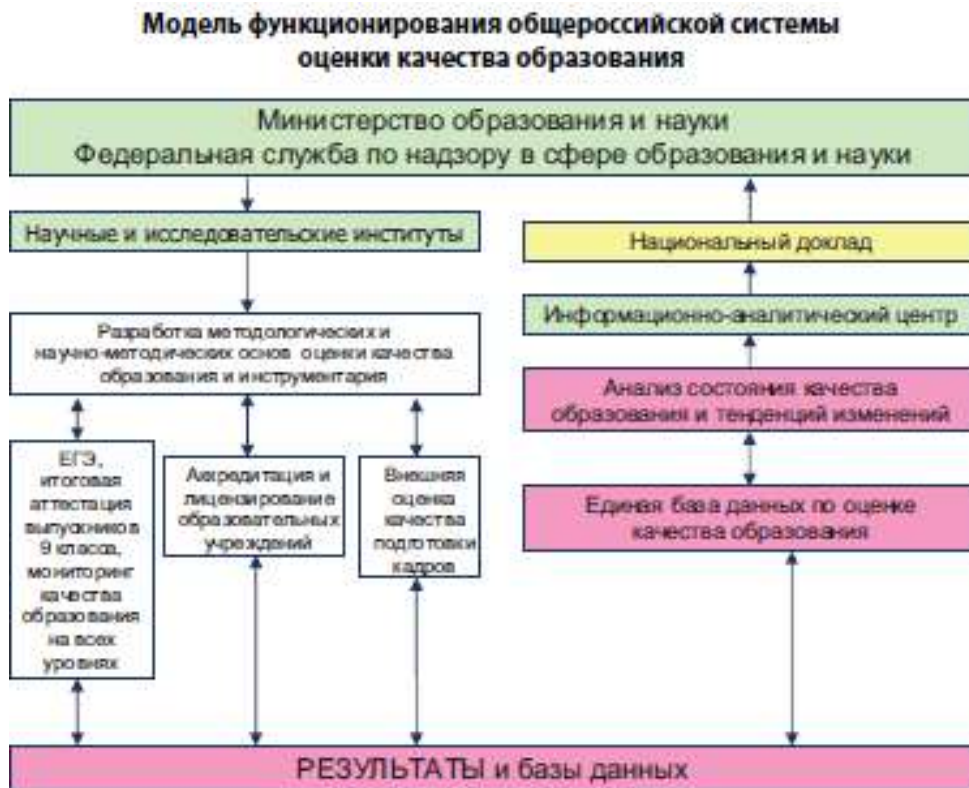 Модель функционирования общероссийской системы
оценки качества образования
Министерство образования и науки
Федеральная служба по надзору в сфере образования и науки
Научные и исследовательские институты
Разработка методологических и
научно-методических основ оценки качества
образования и инструментария
ЕГЭ,
итоговая
аттестация
выпускников
9 класса,
мониторинг
качества
образования
на всех
уровнях
Аккредитация и
лицензирование
образовательных
учреждений
Внешняя
оценка
качества
подготовки
кадров
Национальный доклад
Информационно-аналитический центр
Анализ состояния качества
образования и тенденций изменений
Единая база данных по оценке
качества образования
РЕЗУЛЬТАТЫ и базы данных